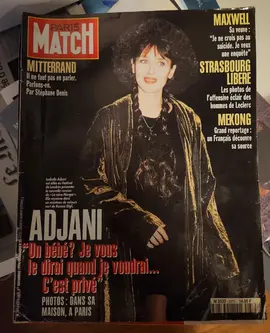 PARIS
MATCH
MITTERRAND
Il ne faut pas en parler.
Parlons-en.
Par Stéphane Denis
MAXWELL
Sa veuve :
"Je ne crois pas au
suicide. Je veux
une enquête"
STRASBOURG
LIBERE
Les photos de
l'offensive éclair des
hommes de Leclerc
MEKONG
Grand reportage : un
Français découvre
sa source
Isabelle Adjani
ADJANI
"Un bébé? Je vous
le dirai quand je voudrai...
C'est privé"
PHOTOS : DANS SA
MAISON, A PARIS